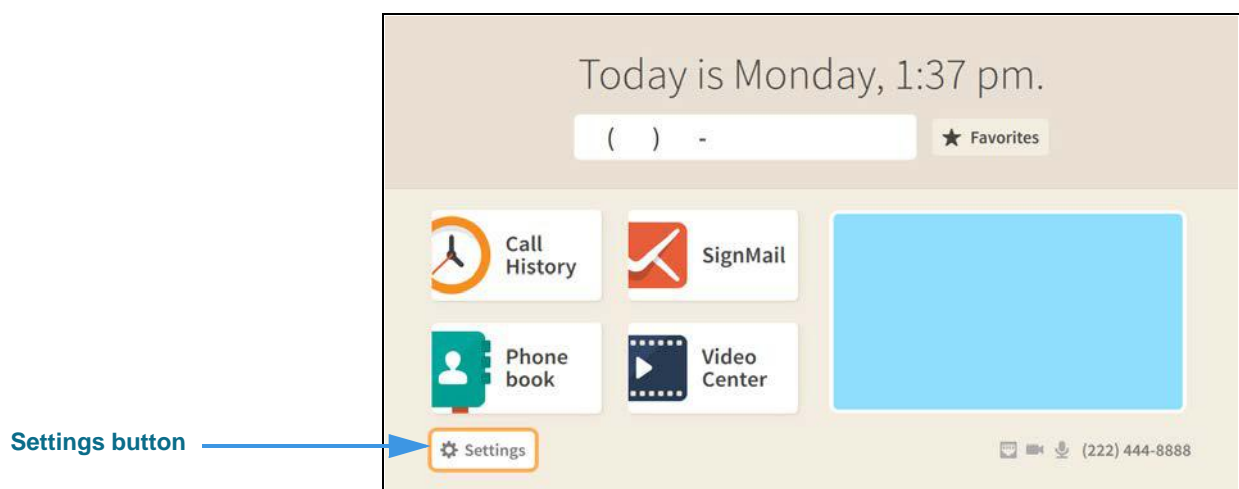 Today is Monday, 1:37 pm.
( ) -
Favorites
Call
History
SignMail
Phone
book
Video
Center
Settings button
Settings
(222) 444-8888